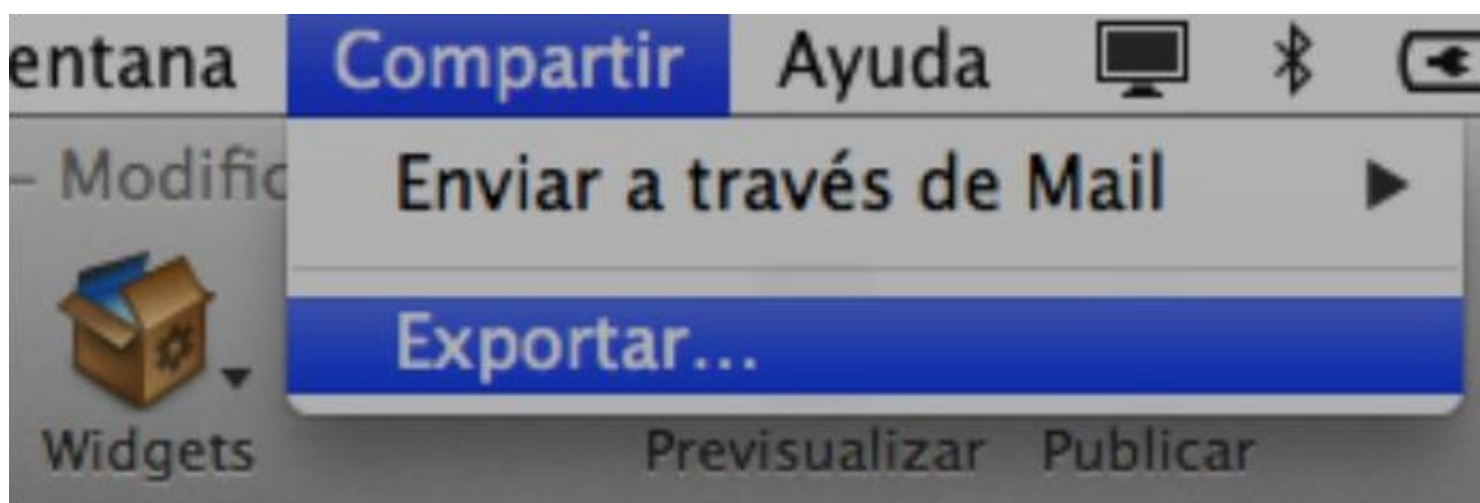 entana Compartir Ayuda
– Modific
Enviar a través de Mail
Exportar...
Widgets Previsualizar Publicar